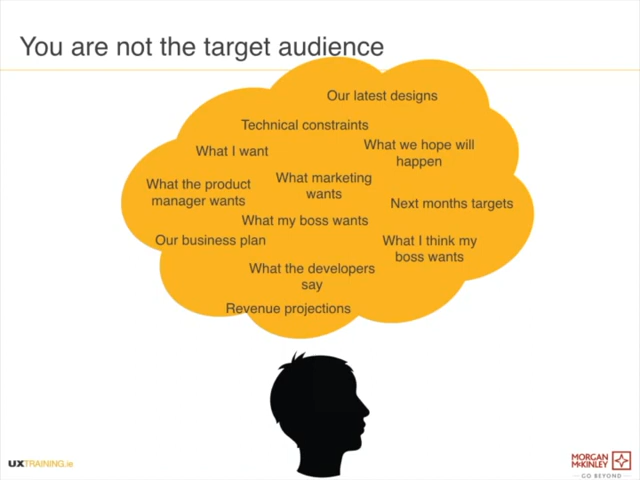 You are not the target audience
Our latest designs
Technical constraints
What I want
What we hope will
happen
What the product
manager wants
What marketing
wants
Next months targets
What my boss wants
Our business plan
What I think my
boss wants
What the developers
say
Revenue projections
UXTRAINING.ie
MORGAN
McKINLEY
GO BEYOND